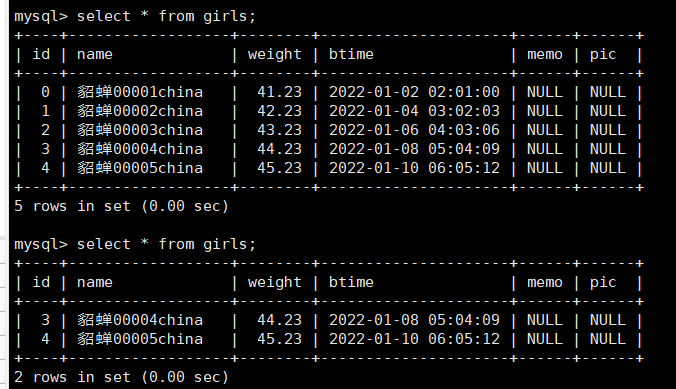 mysql> select * from girls;
+----+------------------+--------+---------------------+------+------+
| id | name             | weight | btime               | memo | pic  |
+----+------------------+--------+---------------------+------+------+
|  0 | 貂蝉00001china   |  41.23 | 2022-01-02 02:01:00 | NULL | NULL |
|  1 | 貂蝉00002china   |  42.23 | 2022-01-04 03:02:03 | NULL | NULL |
|  2 | 貂蝉00003china   |  43.23 | 2022-01-06 04:03:06 | NULL | NULL |
|  3 | 貂蝉00004china   |  44.23 | 2022-01-08 05:04:09 | NULL | NULL |
|  4 | 貂蝉00005china   |  45.23 | 2022-01-10 06:05:12 | NULL | NULL |
+----+------------------+--------+---------------------+------+------+
5 rows in set (0.00 sec)
mysql> select * from girls;
+----+------------------+--------+---------------------+------+------+
| id | name             | weight | btime               | memo | pic  |
+----+------------------+--------+---------------------+------+------+
|  3 | 貂蝉00004china   |  44.23 | 2022-01-08 05:04:09 | NULL | NULL |
|  4 | 貂蝉00005china   |  45.23 | 2022-01-10 06:05:12 | NULL | NULL |
+----+------------------+--------+---------------------+------+------+
2 rows in set (0.00 sec)